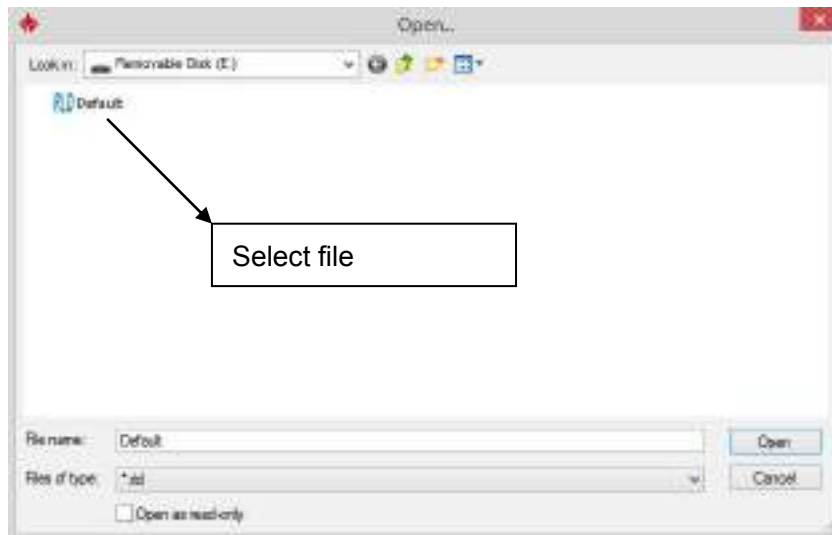 Open...
Look in: Removable Disk (E:)
Default
Select file
File name: Default
Open
Files of type:
Cancel
Open as read-only